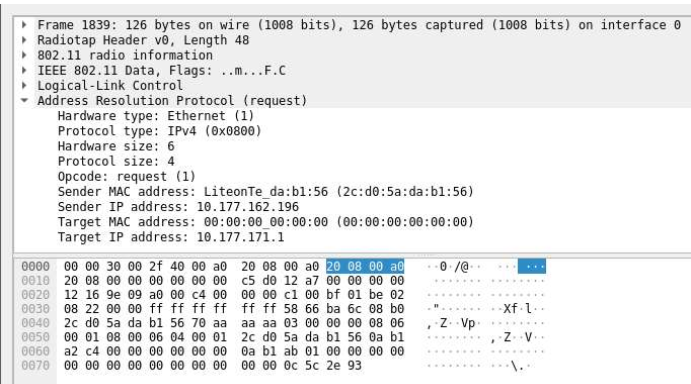 Frame 1839: 126 bytes on wire (1008 bits), 126 bytes captured (1008 bits) on interface 0
Radiotap Header v0, Length 48
802.11 radio information
IEEE 802.11 Data, Flags: ..m...F.C
Logical-Link Control
Address Resolution Protocol (request)
Hardware type: Ethernet (1)
Protocol type: IPv4 (0x0800)
Hardware size: 6
Protocol size: 4
Opcode: request (1)
Sender MAC address: LiteonTe_da:b1:56 (2c:d0:5a:da:b1:56)
Sender IP address: 10.177.162.196
Target MAC address: 00:00:00_00:00:00 (00:00:00:00:00:00)
Target IP address: 10.177.171.1
0000 00 00 30 00 2f 40 00 a0 20 08 00 a0 20 08 00 a0 ··0·/@·· ··· ···
0010 20 08 00 00 00 00 00 00 c5 d0 12 a7 00 00 00 00 ········ ········
0020 12 16 9e 09 a0 00 c4 00 00 00 c1 00 bf 01 be 02 ········ ········
0030 08 22 00 00 ff ff ff ff ff ff 58 66 ba 6c 08 b0 ·"······ ··Xf·l··
0040 2c d0 5a da b1 56 70 aa aa aa 03 00 00 00 08 06 ,·Z··Vp· ········
0050 00 01 08 00 06 04 00 01 2c d0 5a da b1 56 0a b1 ········ ,·Z··V··
0060 a2 c4 00 00 00 00 00 00 0a b1 ab 01 00 00 00 00 ········ ········
0070 00 00 00 00 00 00 00 00 00 00 0c 5c 2e 93 ········ ···\.·